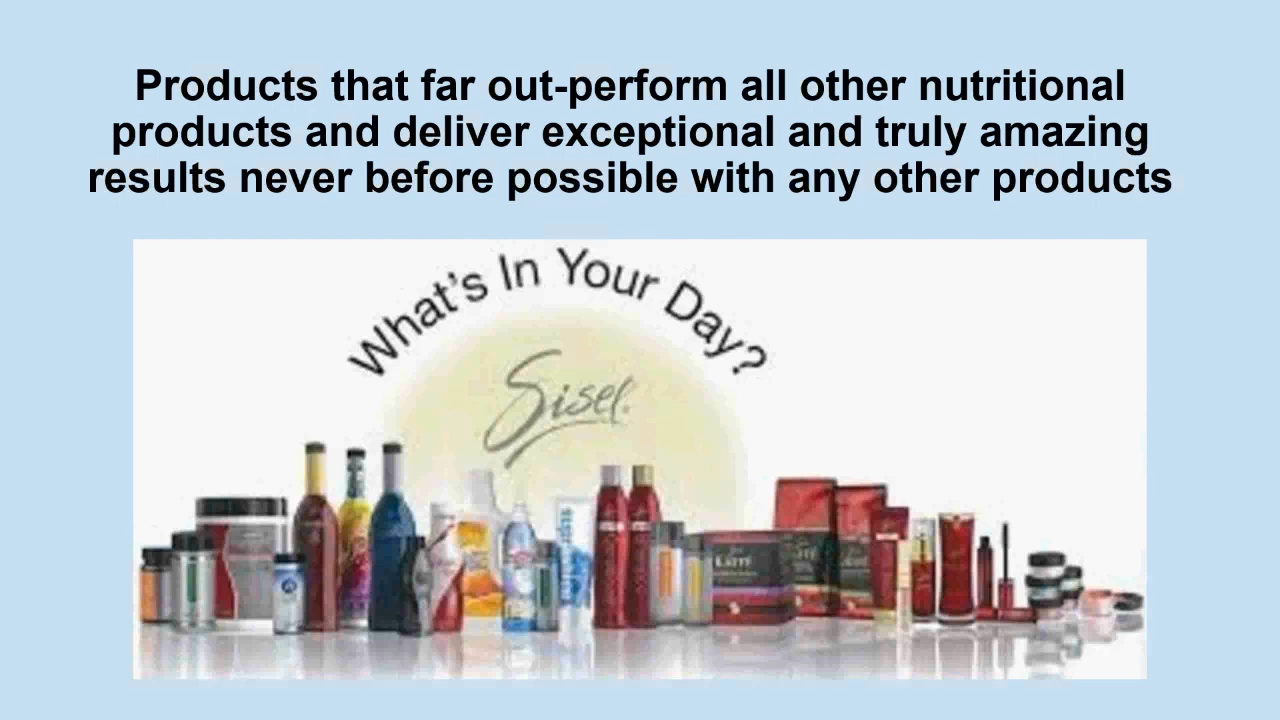 Products that far out-perform all other nutritional
products and deliver exceptional and truly amazing
results never before possible with any other products
What's In Your Day?
Sisel
LATTE